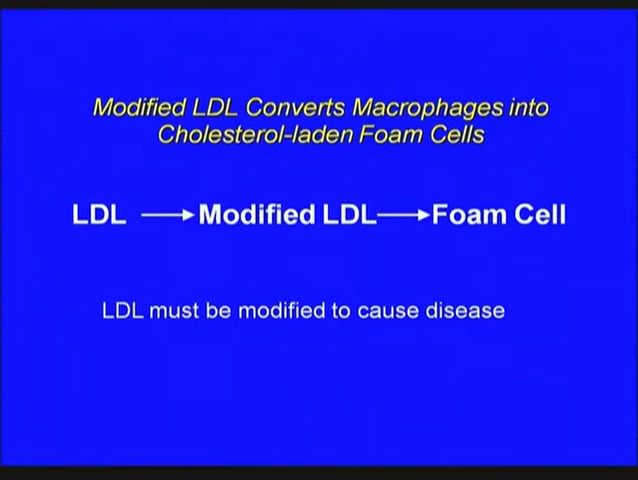 Modified LDL Converts Macrophages into
Cholesterol-laden Foam Cells
LDL → Modified LDL → Foam Cell
LDL must be modified to cause disease